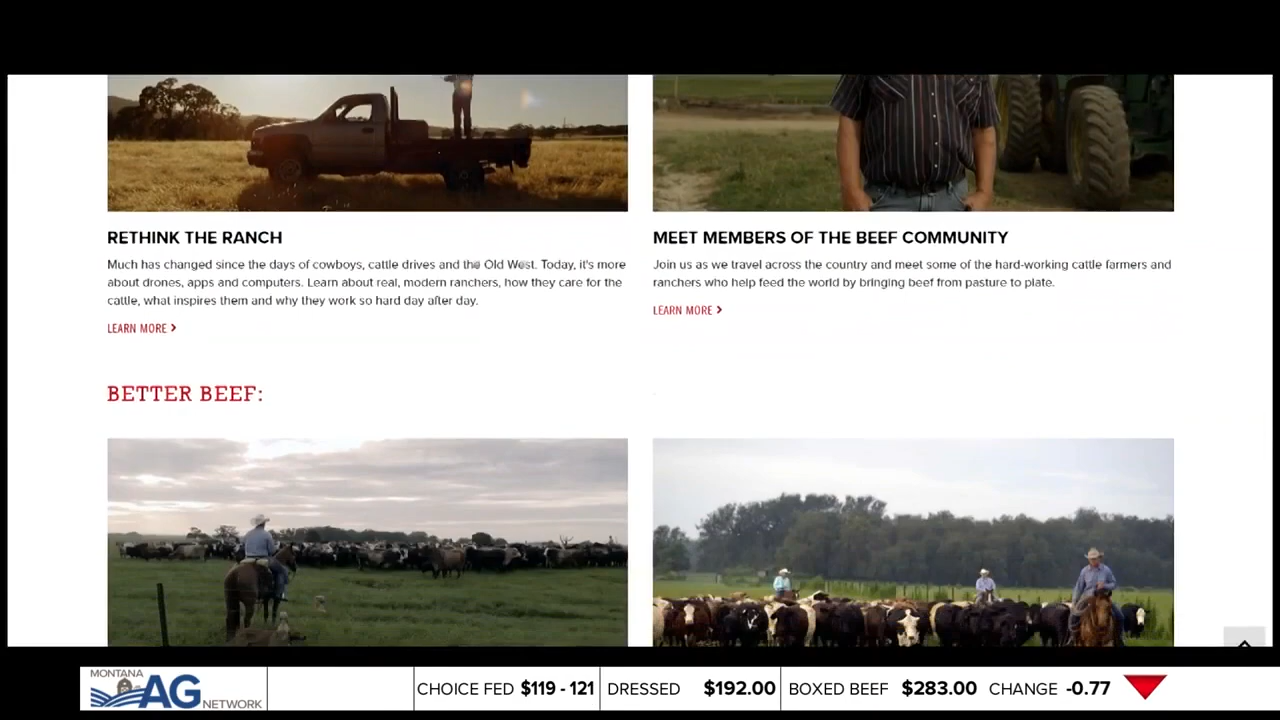 RETHINK THE RANCH
Much has changed since the days of cowboys, cattle drives and the Old West. Today, it's more
about drones, apps and computers. Learn about real, modern ranchers, how they care for the
cattle, what inspires them and why they work so hard day after day.
LEARN MORE
MEET MEMBERS OF THE BEEF COMMUNITY
Join us as we travel across the country and meet some of the hard-working cattle farmers and
ranchers who help feed the world by bringing beef from pasture to plate.
LEARN MORE
BETTER BEEF:
MONTANA
AG
NETWORK
CHOICE FED $119 - 121 DRESSED $192.00 BOXED BEEF $283.00 CHANGE -0.77